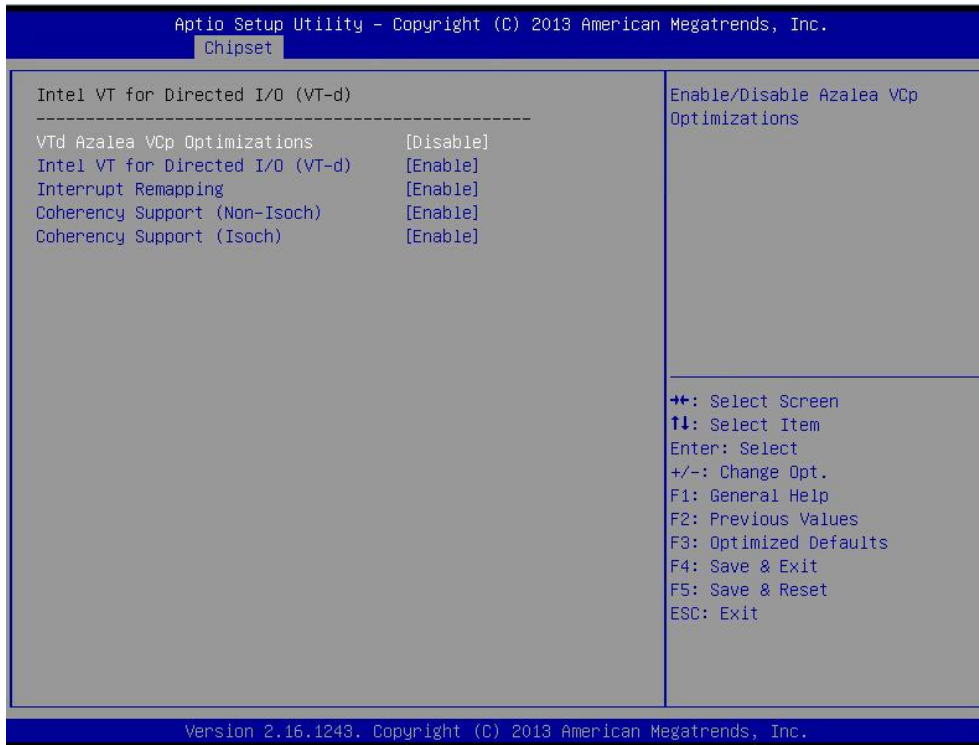 Aptio Setup Utility – Copyright (C) 2013 American Megatrends, Inc.
Chipset
Intel VT for Directed I/O (VT-d)
--------------------------------------------------
VTd Azalea VCp Optimizations [Disable]
Intel VT for Directed I/O (VT-d) [Enable]
Interrupt Remapping [Enable]
Coherency Support (Non-Isoch) [Enable]
Coherency Support (Isoch) [Enable]
Enable/Disable Azalea VCp
Optimizations
→←: Select Screen
↑↓: Select Item
Enter: Select
+/-: Change Opt.
F1: General Help
F2: Previous Values
F3: Optimized Defaults
F4: Save & Exit
F5: Save & Reset
ESC: Exit
Version 2.16.1243. Copyright (C) 2013 American Megatrends, Inc.